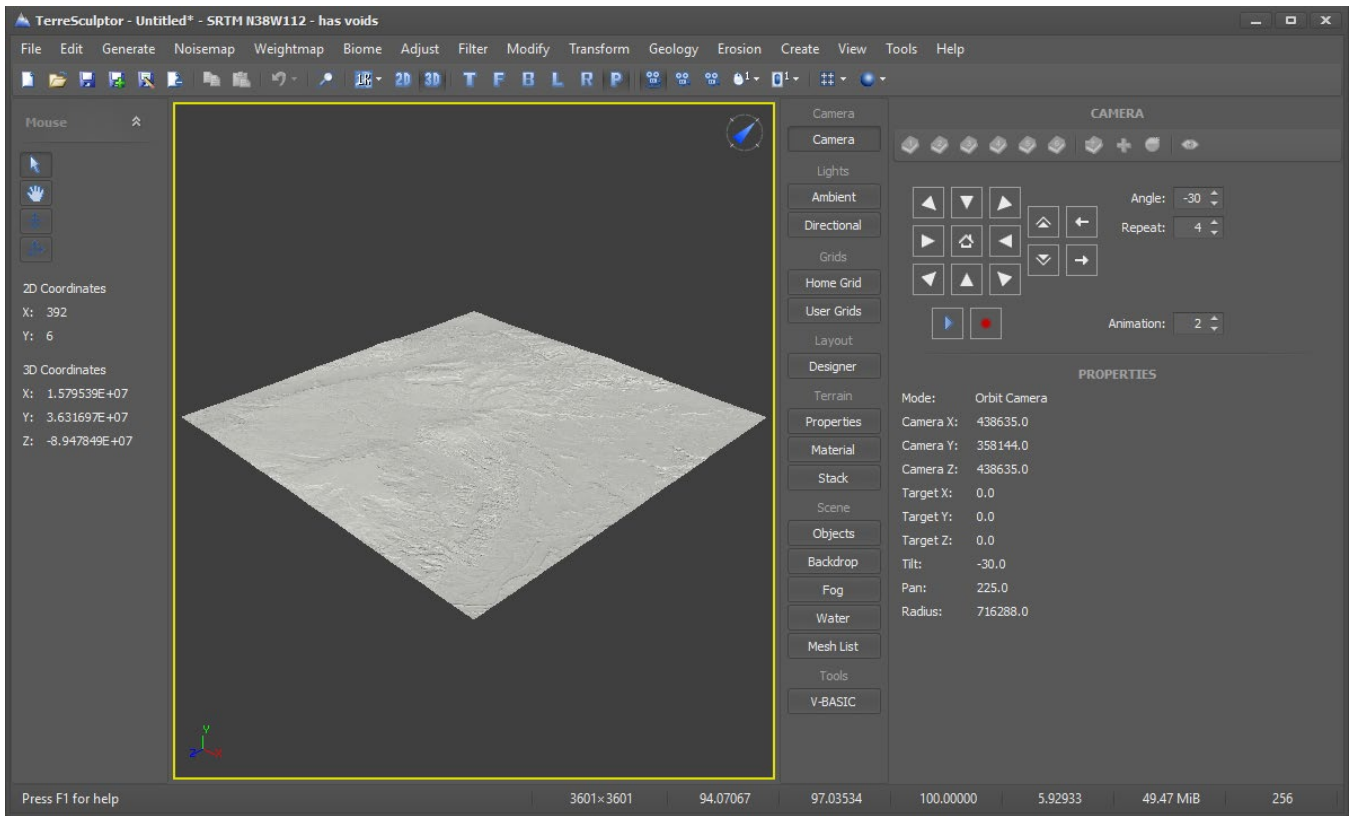 TerreSculptor - Untitled* - SRTM N38W112 - has voids
File Edit Generate Noisemap Weightmap Biome Adjust Filter Modify Transform Geology Erosion Create View Tools Help
2D 3D T F B L R P
Mouse
2D Coordinates
X: 392
Y: 6
3D Coordinates
X: 1.579539E+07
Y: 3.631697E+07
Z: -8.947849E+07
Y
Z X
Camera
Camera
Lights
Ambient
Directional
Grids
Home Grid
User Grids
Layout
Designer
Terrain
Properties
Material
Stack
Scene
Objects
Backdrop
Fog
Water
Mesh List
Tools
V-BASIC
CAMERA
Angle: -30
Repeat: 4
Animation: 2
PROPERTIES
Mode: Orbit Camera
Camera X: 438635.0
Camera Y: 358144.0
Camera Z: 438635.0
Target X: 0.0
Target Y: 0.0
Target Z: 0.0
Tilt: -30.0
Pan: 225.0
Radius: 716288.0
Press F1 for help
3601×3601 94.07067 97.03534 100.00000 5.92933 49.47 MiB 256